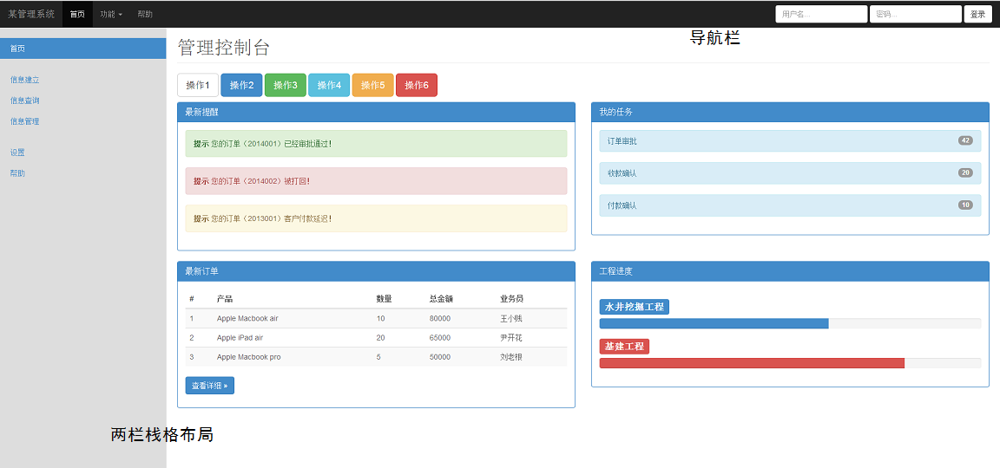 某管理系统 首页 功能 帮助 用户名... 密码... 登录
导航栏
首页
信息建立
信息查询
信息管理
设置
帮助
管理控制台
操作1 操作2 操作3 操作4 操作5 操作6
最新提醒
提示 您的订单（2014001）已经审批通过！
提示 您的订单（2014002）被打回！
提示 您的订单（2013001）客户付款延迟！
我的任务
订单审批 42
收款确认 20
付款确认 10
最新订单
# 产品 数量 总金额 业务员
1 Apple Macbook air 10 80000 王小贱
2 Apple iPad air 20 65000 尹开花
3 Apple Macbook pro 5 50000 刘老根
查看详细 »
工程进度
水井挖掘工程
基建工程
两栏栈格布局